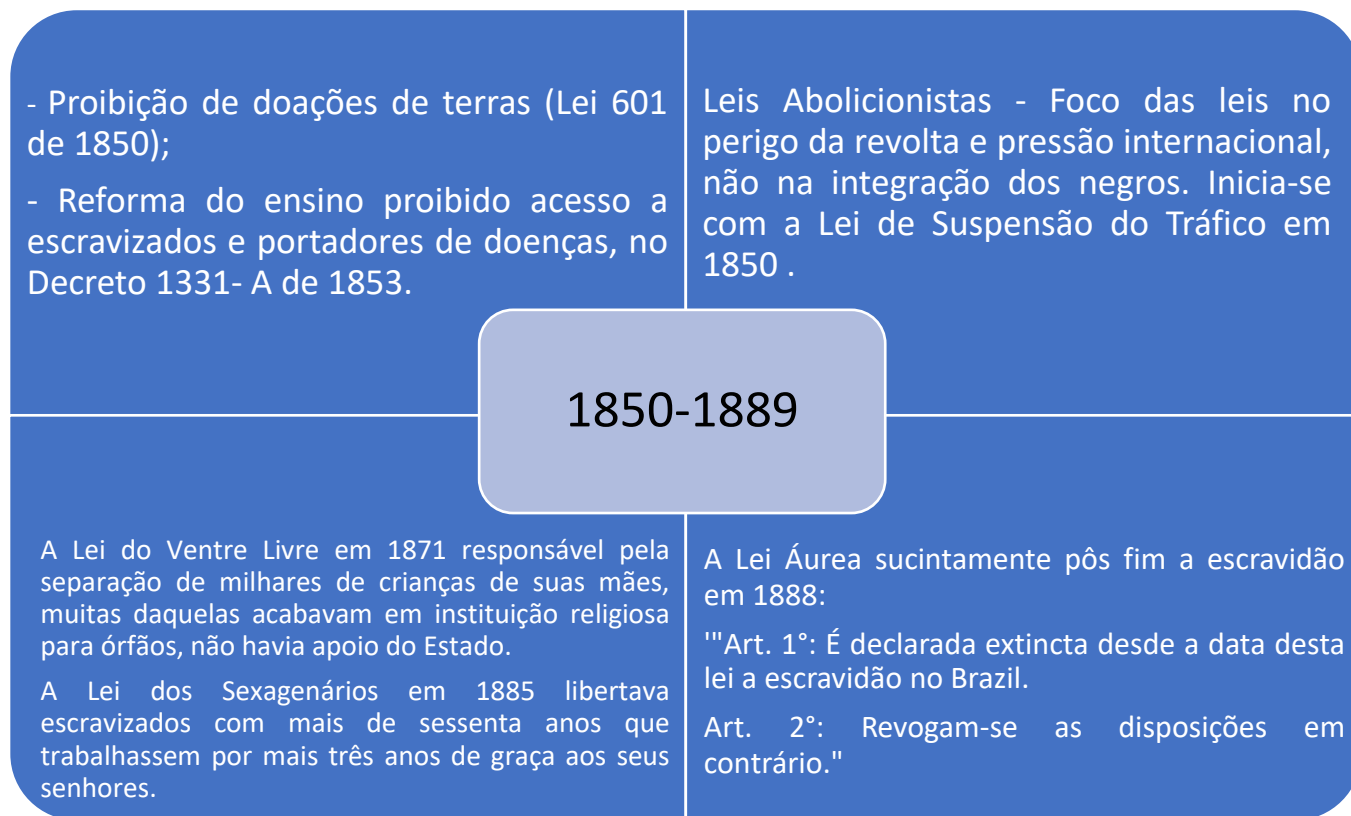 - Proibição de doações de terras (Lei 601
de 1850);
- Reforma do ensino proibido acesso a
escravizados e portadores de doenças, no
Decreto 1331- A de 1853.
Leis Abolicionistas - Foco das leis no
perigo da revolta e pressão internacional,
não na integração dos negros. Inicia-se
com a Lei de Suspensão do Tráfico em
1850 .
1850-1889
A Lei do Ventre Livre em 1871 responsável pela
separação de milhares de crianças de suas mães,
muitas daquelas acabavam em instituição religiosa
para órfãos, não havia apoio do Estado.
A Lei dos Sexagenários em 1885 libertava
escravizados com mais de sessenta anos que
trabalhassem por mais três anos de graça aos seus
senhores.
A Lei Áurea sucintamente pôs fim a escravidão
em 1888:
'"Art. 1°: É declarada extincta desde a data desta
lei a escravidão no Brazil.
Art. 2°: Revogam-se as disposições em
contrário."